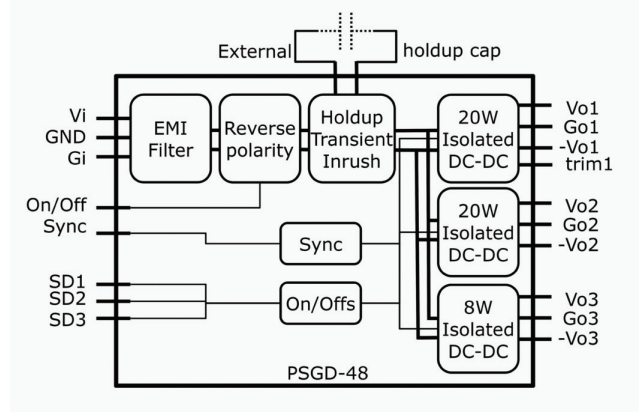 External
holdup cap
Vi
GND
Gi
EMI
Filter
Reverse
polarity
Holdup
Transient
Inrush
20W
Isolated
DC-DC
Vo1
Go1
-Vo1
trim1
On/Off
Sync
Sync
20W
Isolated
DC-DC
Vo2
Go2
-Vo2
SD1
SD2
SD3
On/Offs
8W
Isolated
DC-DC
Vo3
Go3
-Vo3
PSGD-48